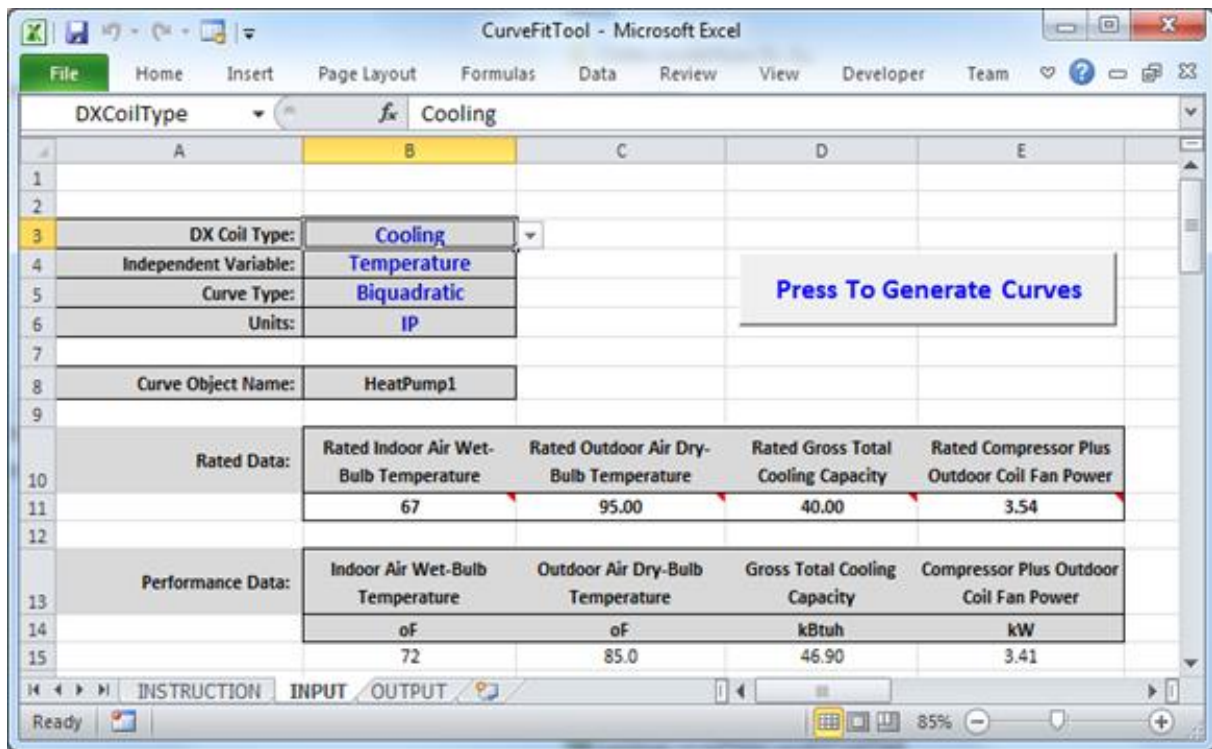 CurveFitTool - Microsoft Excel
File Home Insert Page Layout Formulas Data Review View Developer Team
DXCoilType fx Cooling
A B C D E
1
2
3 DX Coil Type: Cooling
4 Independent Variable: Temperature
Press To Generate Curves
5 Curve Type: Biquadratic
6 Units: IP
7
8 Curve Object Name: HeatPump1
9
Rated Indoor Air Wet- Rated Outdoor Air Dry- Rated Gross Total Rated Compressor Plus
Rated Data:
10 Bulb Temperature Bulb Temperature Cooling Capacity Outdoor Coil Fan Power
11 67 95.00 40.00 3.54
12
Indoor Air Wet-Bulb Outdoor Air Dry-Bulb Gross Total Cooling Compressor Plus Outdoor
Performance Data:
13 Temperature Temperature Capacity Coil Fan Power
14 oF oF kBtuh kW
15 72 85.0 46.90 3.41
INSTRUCTION INPUT OUTPUT
Ready 85%